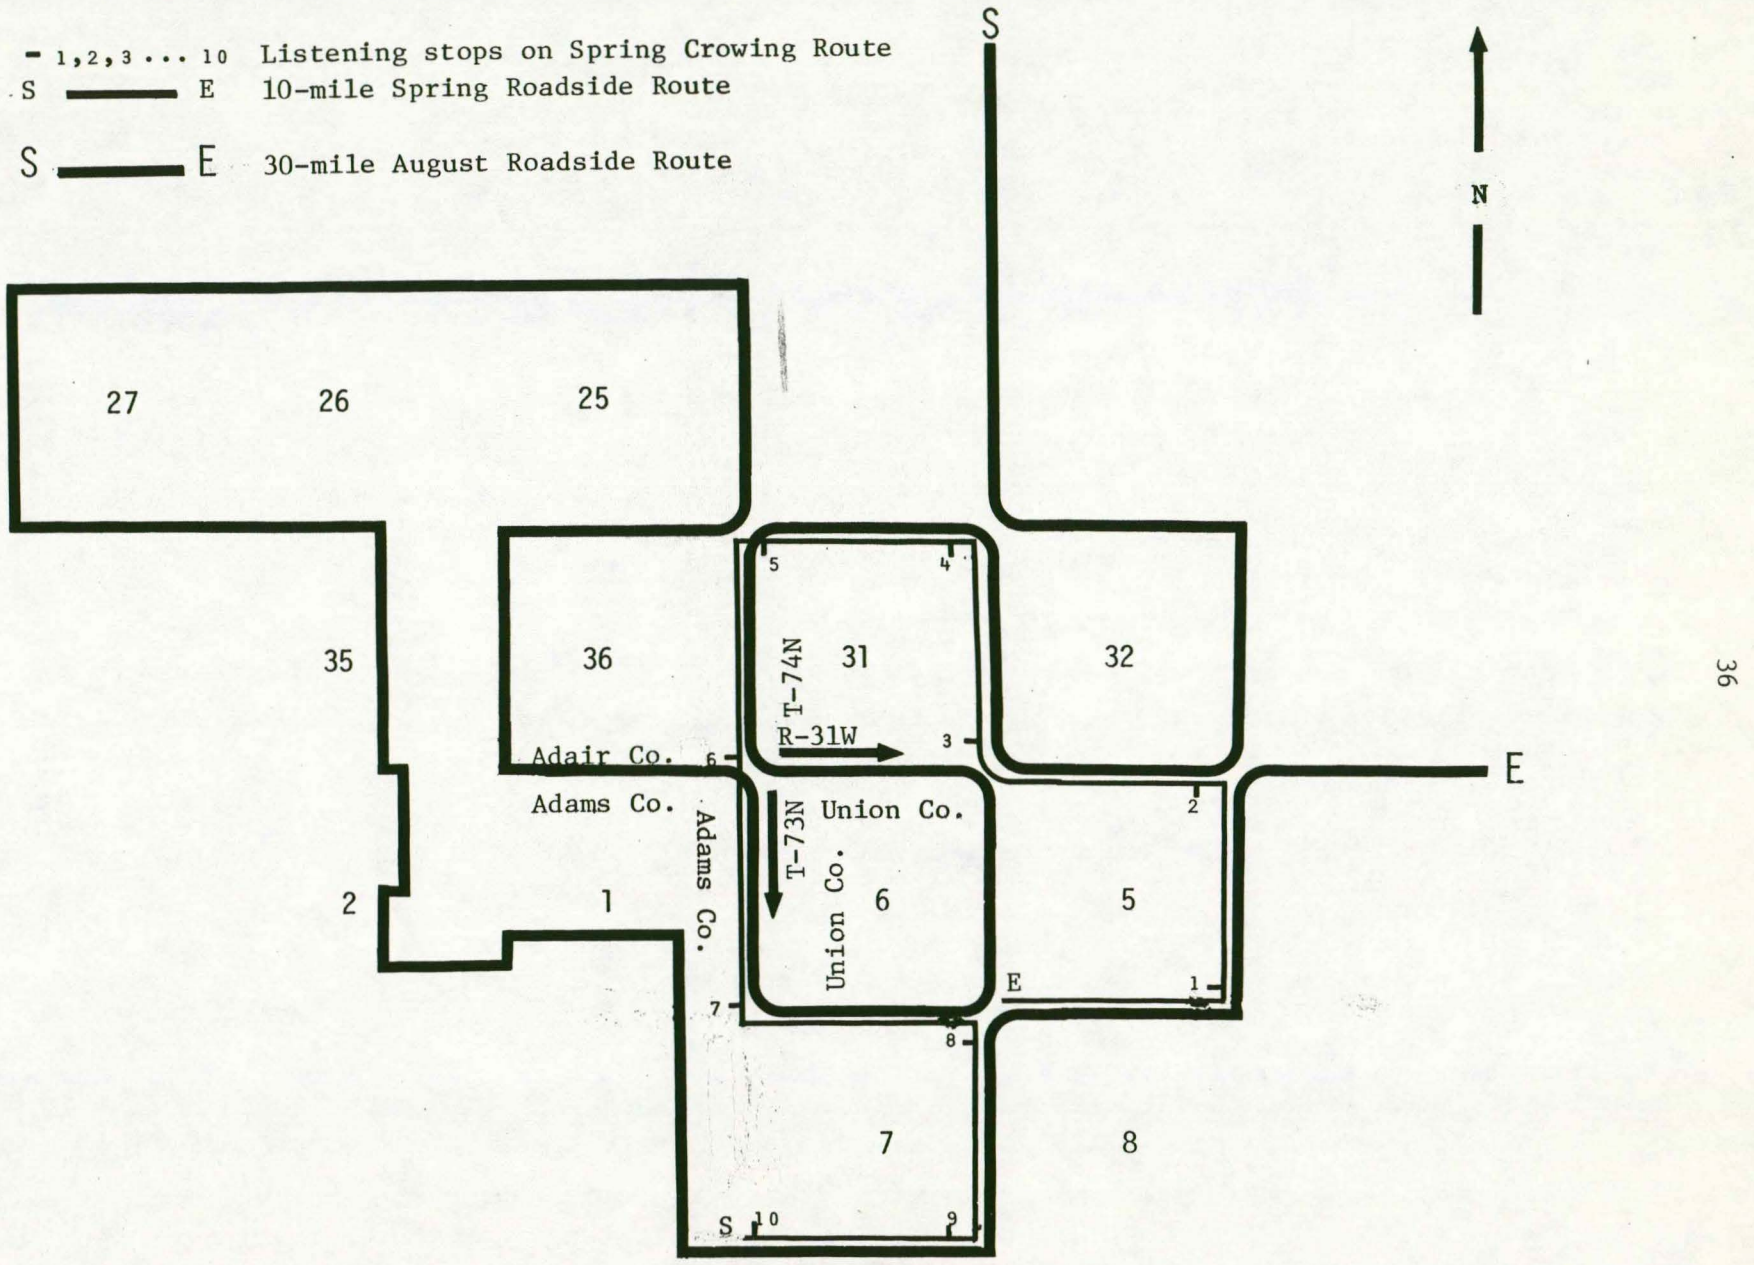 S
- 1,2,3 ... 10 Listening stops on Spring Crowing Route
S E 10-mile Spring Roadside Route
S E 30-mile August Roadside Route
N
27 26 25
5 4
35 36 T-74N 31 32
36
R-31W 3
Adair Co. 6
E
Adams Co. Adams Co. T-73N Union Co. 2
2 1 Union Co. 6 5
E 1
7
8
7 8
S 10 9